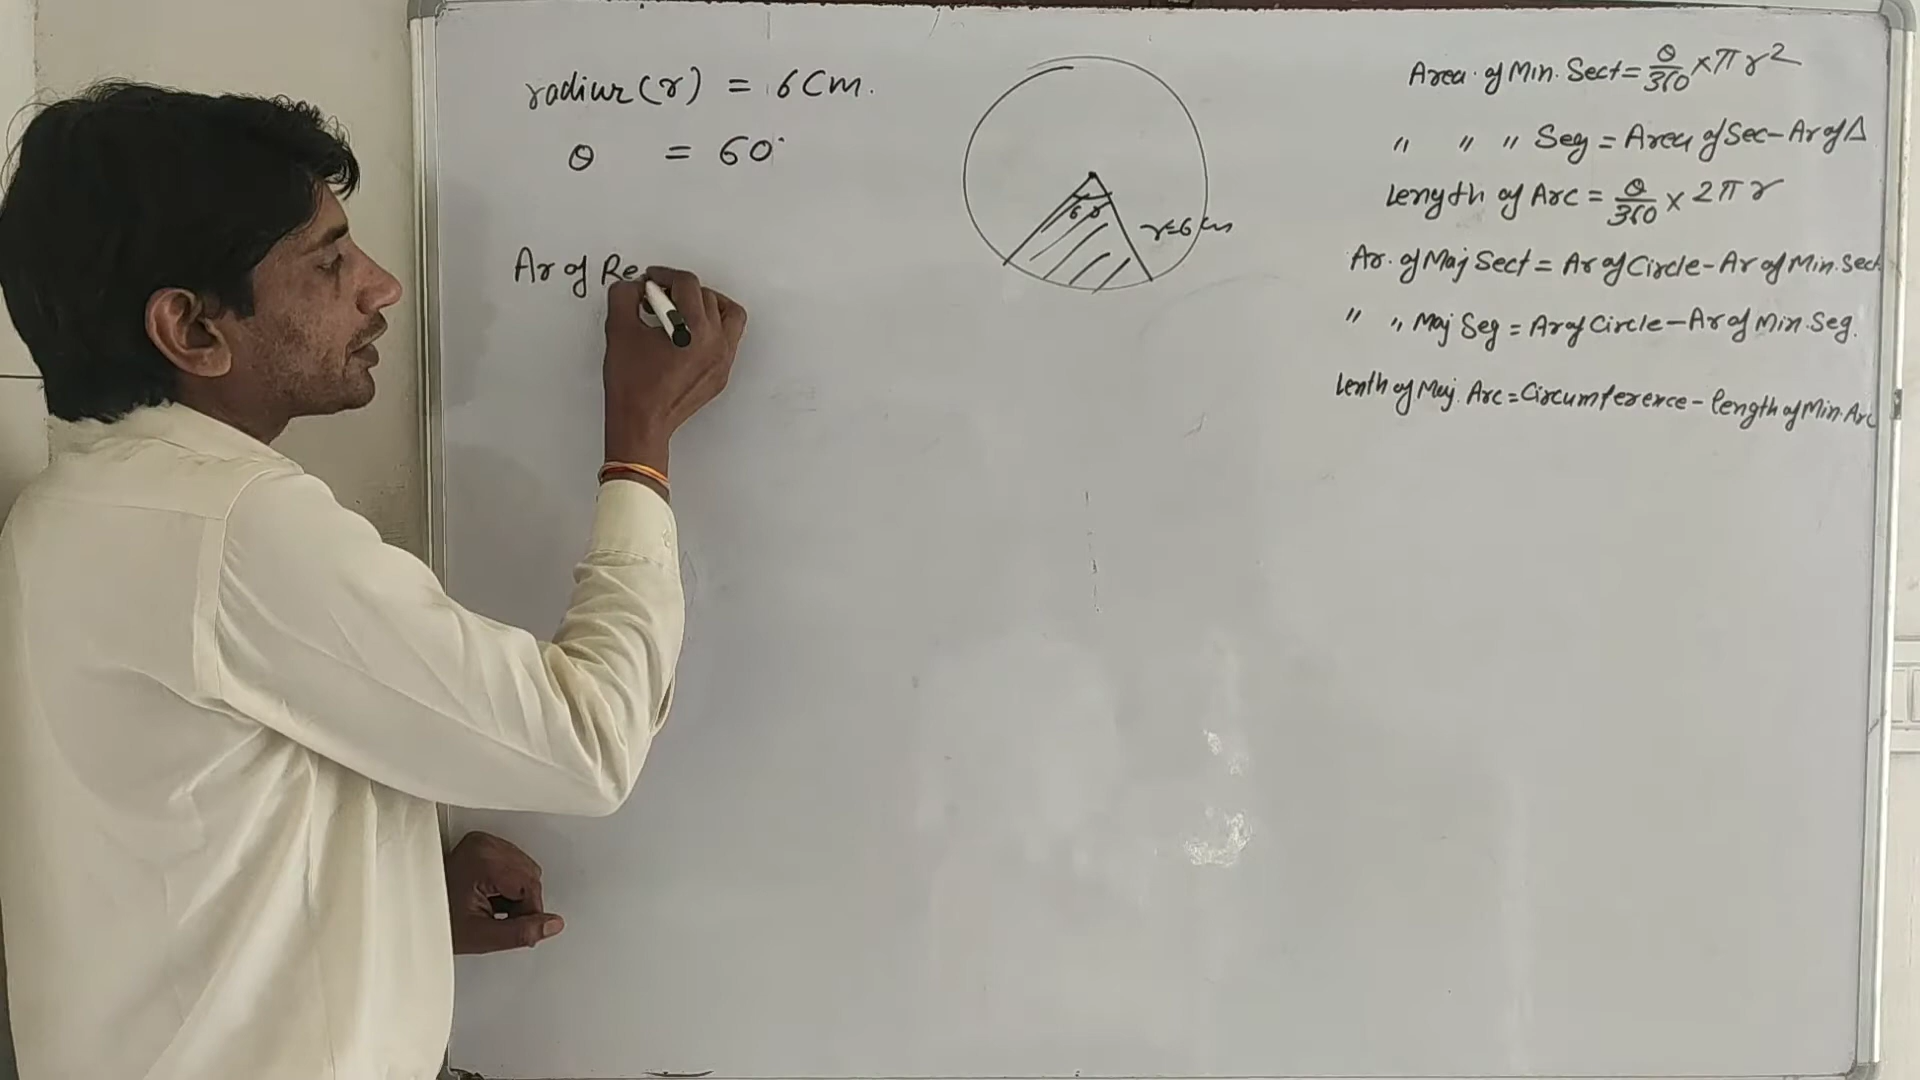 radius(r) = 6 Cm.
θ = 60°
Ar of Re
60
r=6 cm
Area. of Min. Sect = θ/360 × π r²
" " " Seg = Area of Sec - Ar of Δ
Length of Arc = θ/360 × 2 π r
Ar. of Maj Sect = Ar of Circle - Ar of Min. Sect
" " Maj Seg = Ar of Circle - Ar of Min. Seg.
Lenth of Maj. Arc = Circumference - length of Min. Arc